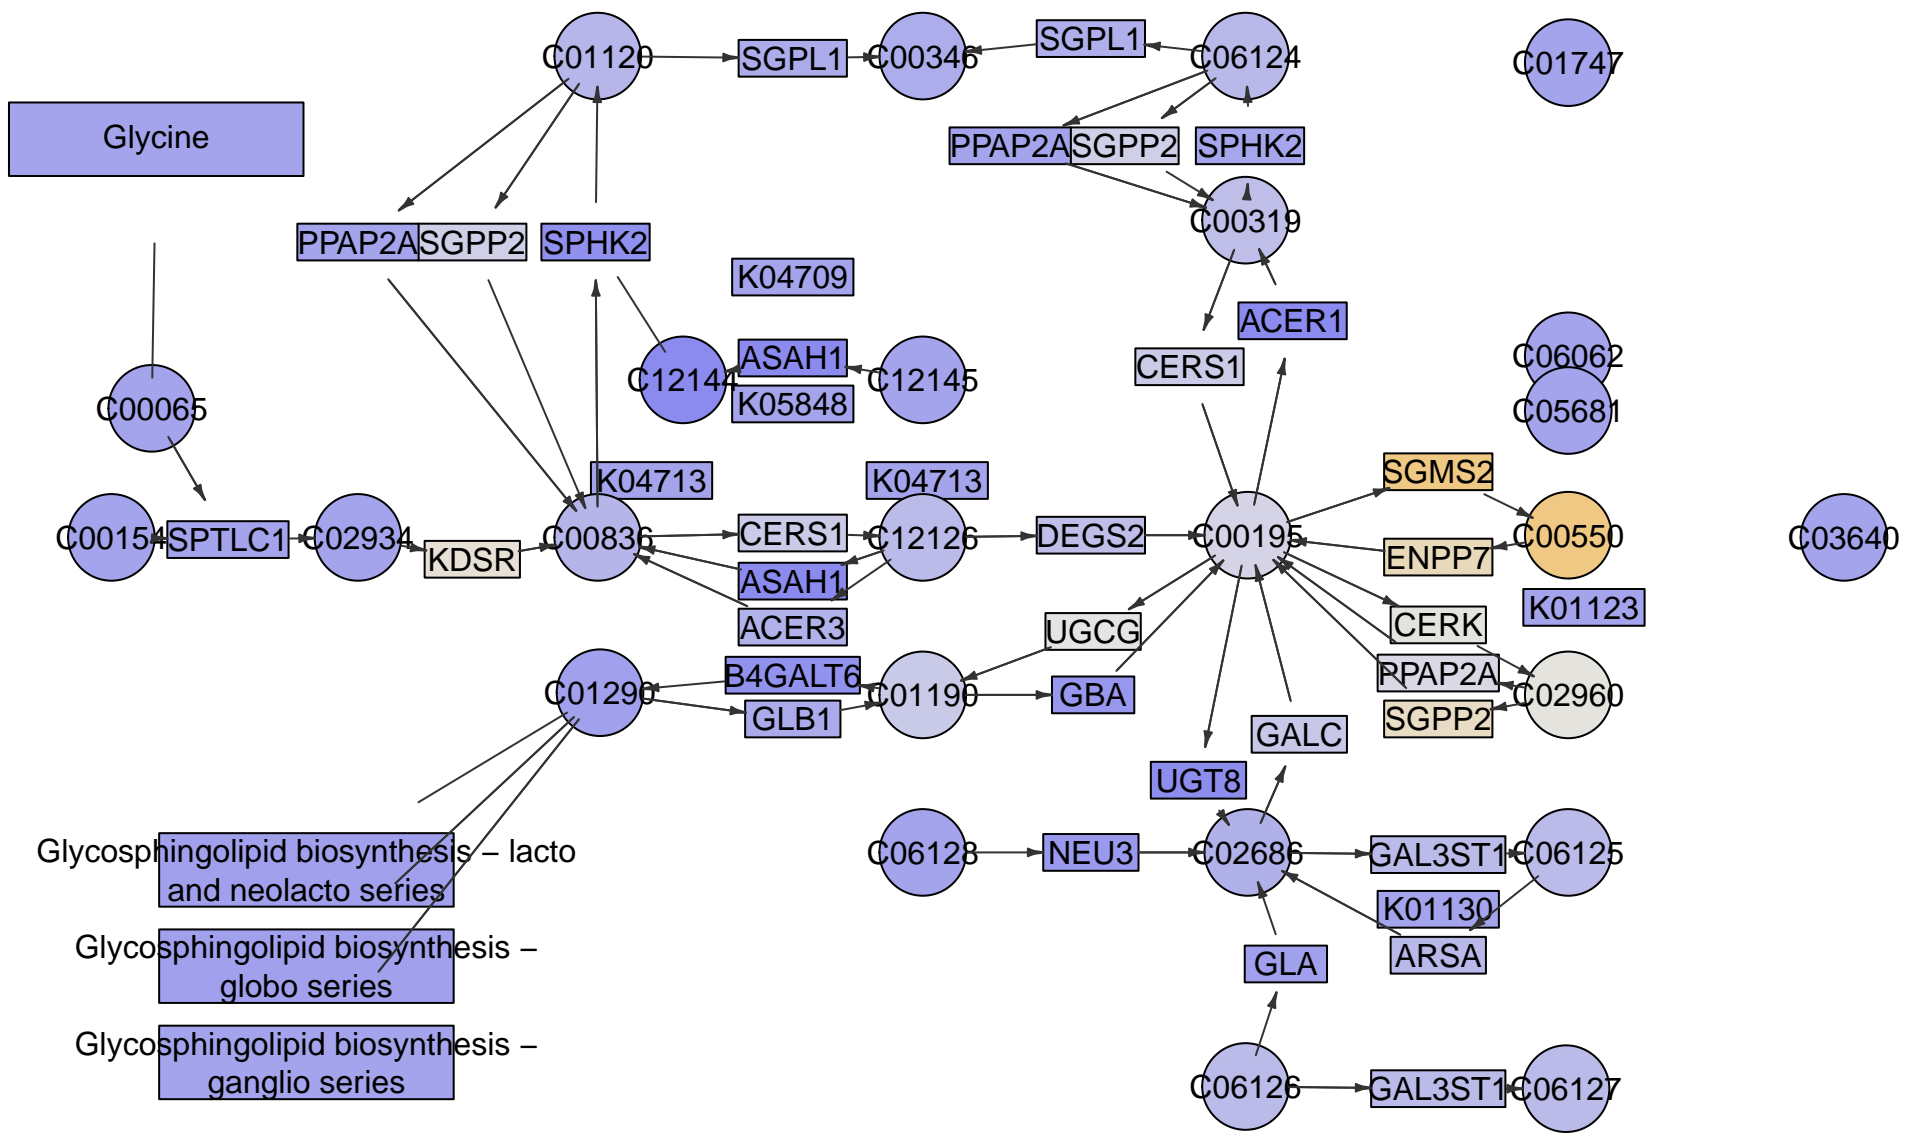 C01120
SGPL1
C00346
SGPL1
C06124
C01747
Glycine
PPAP2A
SGPP2
SPHK2
C00319
PPAP2A
SGPP2
SPHK2
K04709
ACER1
C12144
ASAH1
C12145
CERS1
C06062
K05848
C05681
C00065
K04713
K04713
SGMS2
C00154
SPTLC1
C02934
KDSR
C00836
CERS1
C12126
DEGS2
C00195
ENPP7
C00550
C03640
ASAH1
K01123
ACER3
UGCG
CERK
B4GALT6
PPAP2A
C01290
GLB1
C01190
GBA
SGPP2
C02960
GALC
UGT8
Glycosphingolipid biosynthesis – lacto
and neolacto series
C06128
NEU3
C02686
GAL3ST1
C06125
K01130
Glycosphingolipid biosynthesis –
globo series
GLA
ARSA
Glycosphingolipid biosynthesis –
ganglio series
C06126
GAL3ST1
C06127